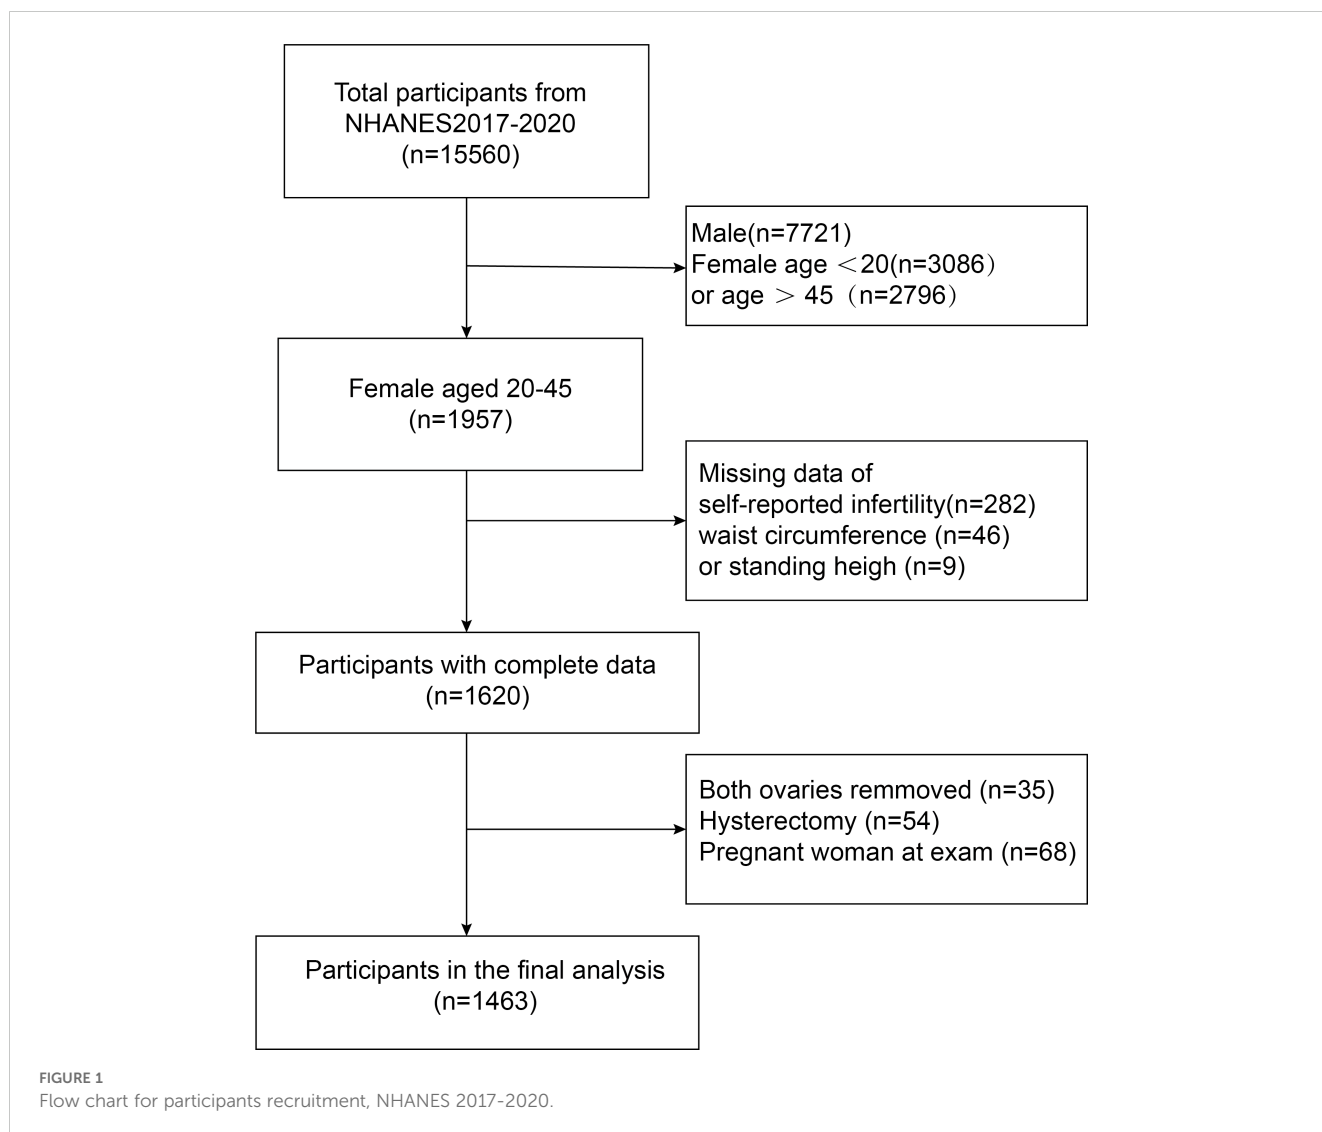 Total participants from
NHANES2017-2020
(n=15560)
Male(n=7721)
Female age <20(n=3086)
or age > 45 (n=2796)
Female aged 20-45
(n=1957)
Missing data of
self-reported infertility(n=282)
waist circumference (n=46)
or standing heigh (n=9)
Participants with complete data
(n=1620)
Both ovaries remmoved (n=35)
Hysterectomy (n=54)
Pregnant woman at exam (n=68)
Participants in the final analysis
(n=1463)
FIGURE 1
Flow chart for participants recruitment, NHANES 2017-2020.